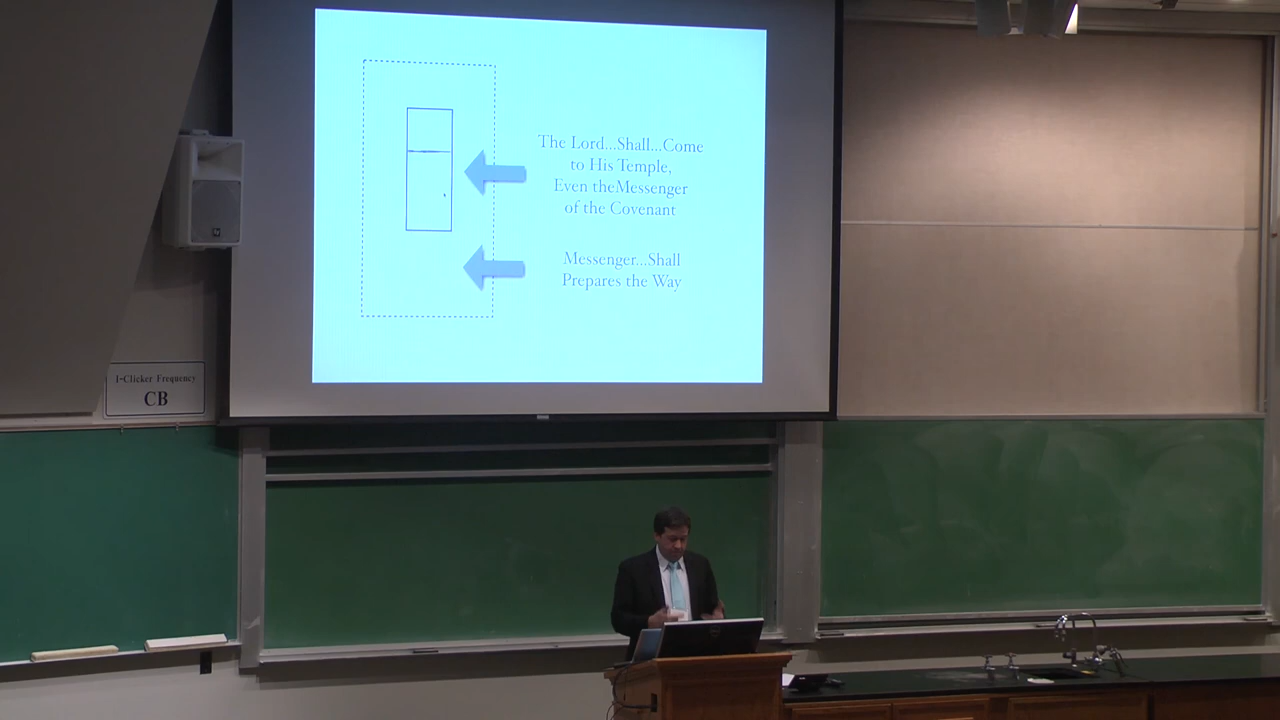 The Lord...Shall...Come
to His Temple,
Even theMessenger
of the Covenant
Messenger...Shall
Prepares the Way
I-Clicker Frequency
CB